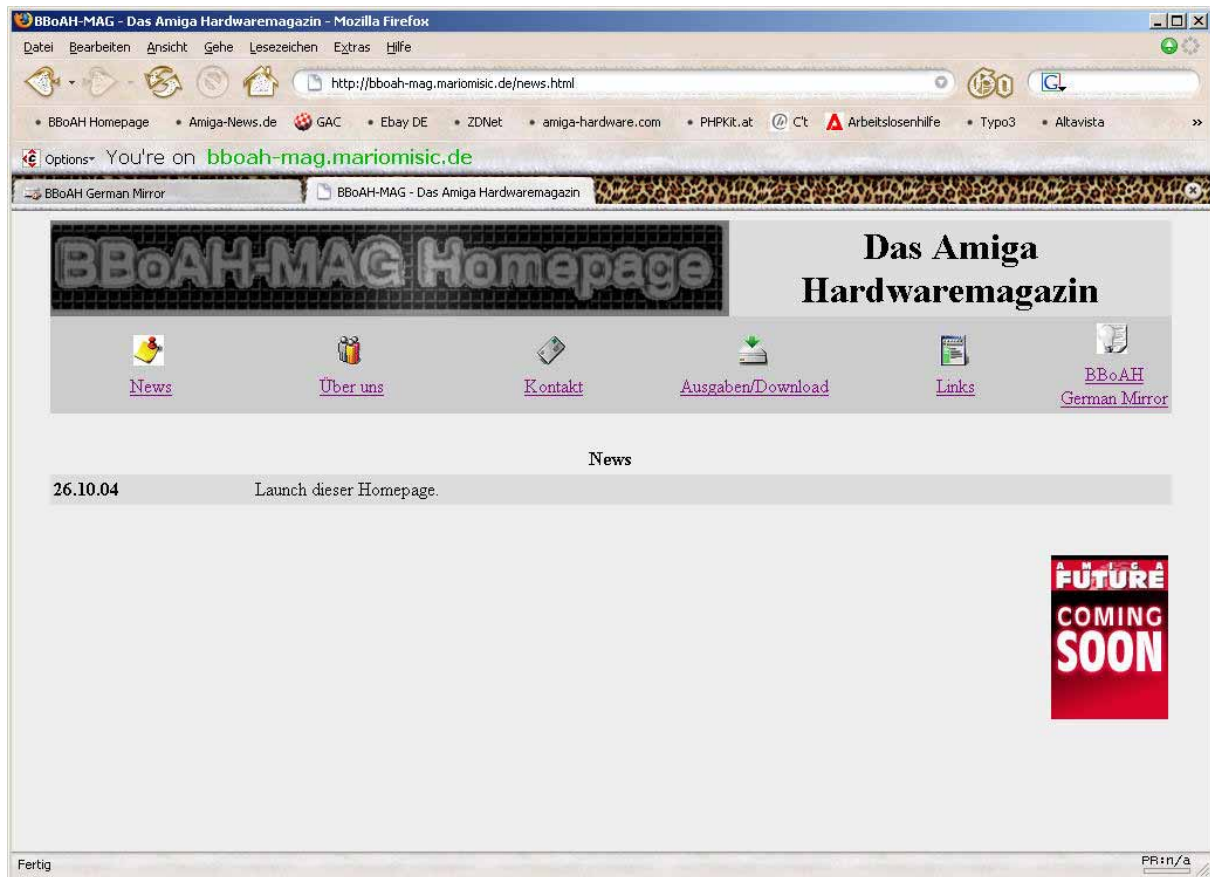 BBoAH-MAG - Das Amiga Hardwaremagazin - Mozilla Firefox
Datei Bearbeiten Ansicht Gehe Lesezeichen Extras Hilfe
http://bboah-mag.mariomisic.de/news.html Go G
BBoAH Homepage Amiga-News.de GAC Ebay DE ZDNet amiga-hardware.com PHPKit.at C't Arbeitslosenhilfe Typo3 Altavista »
Options You're on bboah-mag.mariomisic.de
BBoAH German Mirror BBoAH-MAG - Das Amiga Hardwaremagazin
BBoAH-MAG Homepage
Das Amiga
Hardwaremagazin
News Über uns Kontakt Ausgaben/Download Links BBoAH
German Mirror
News
26.10.04 Launch dieser Homepage.
AMIGA
FUTURE
COMING
SOON
Fertig PR:n/a